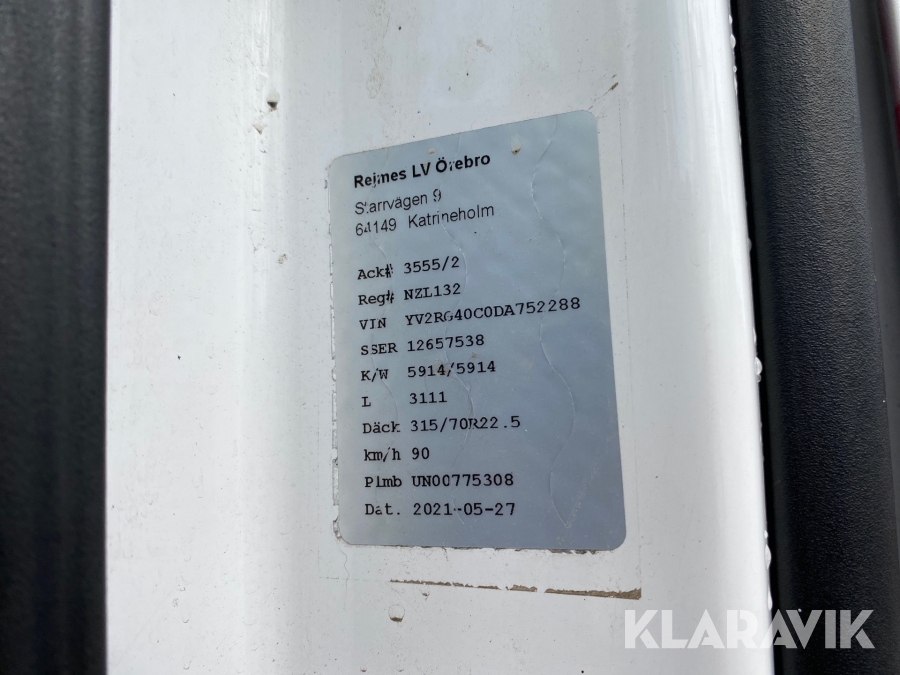 Rejmes LV Örebro
Starrvägen 9
64149 Katrineholm
Ack# 3555/2
Reg# NZL132
VIN YV2RG40C0DA752288
SSER 12657538
K/W 5914/5914
L 3111
Däck 315/70R22.5
km/h 90
Plmb UN00775308
Dat. 2021-05-27
KLARAVIK